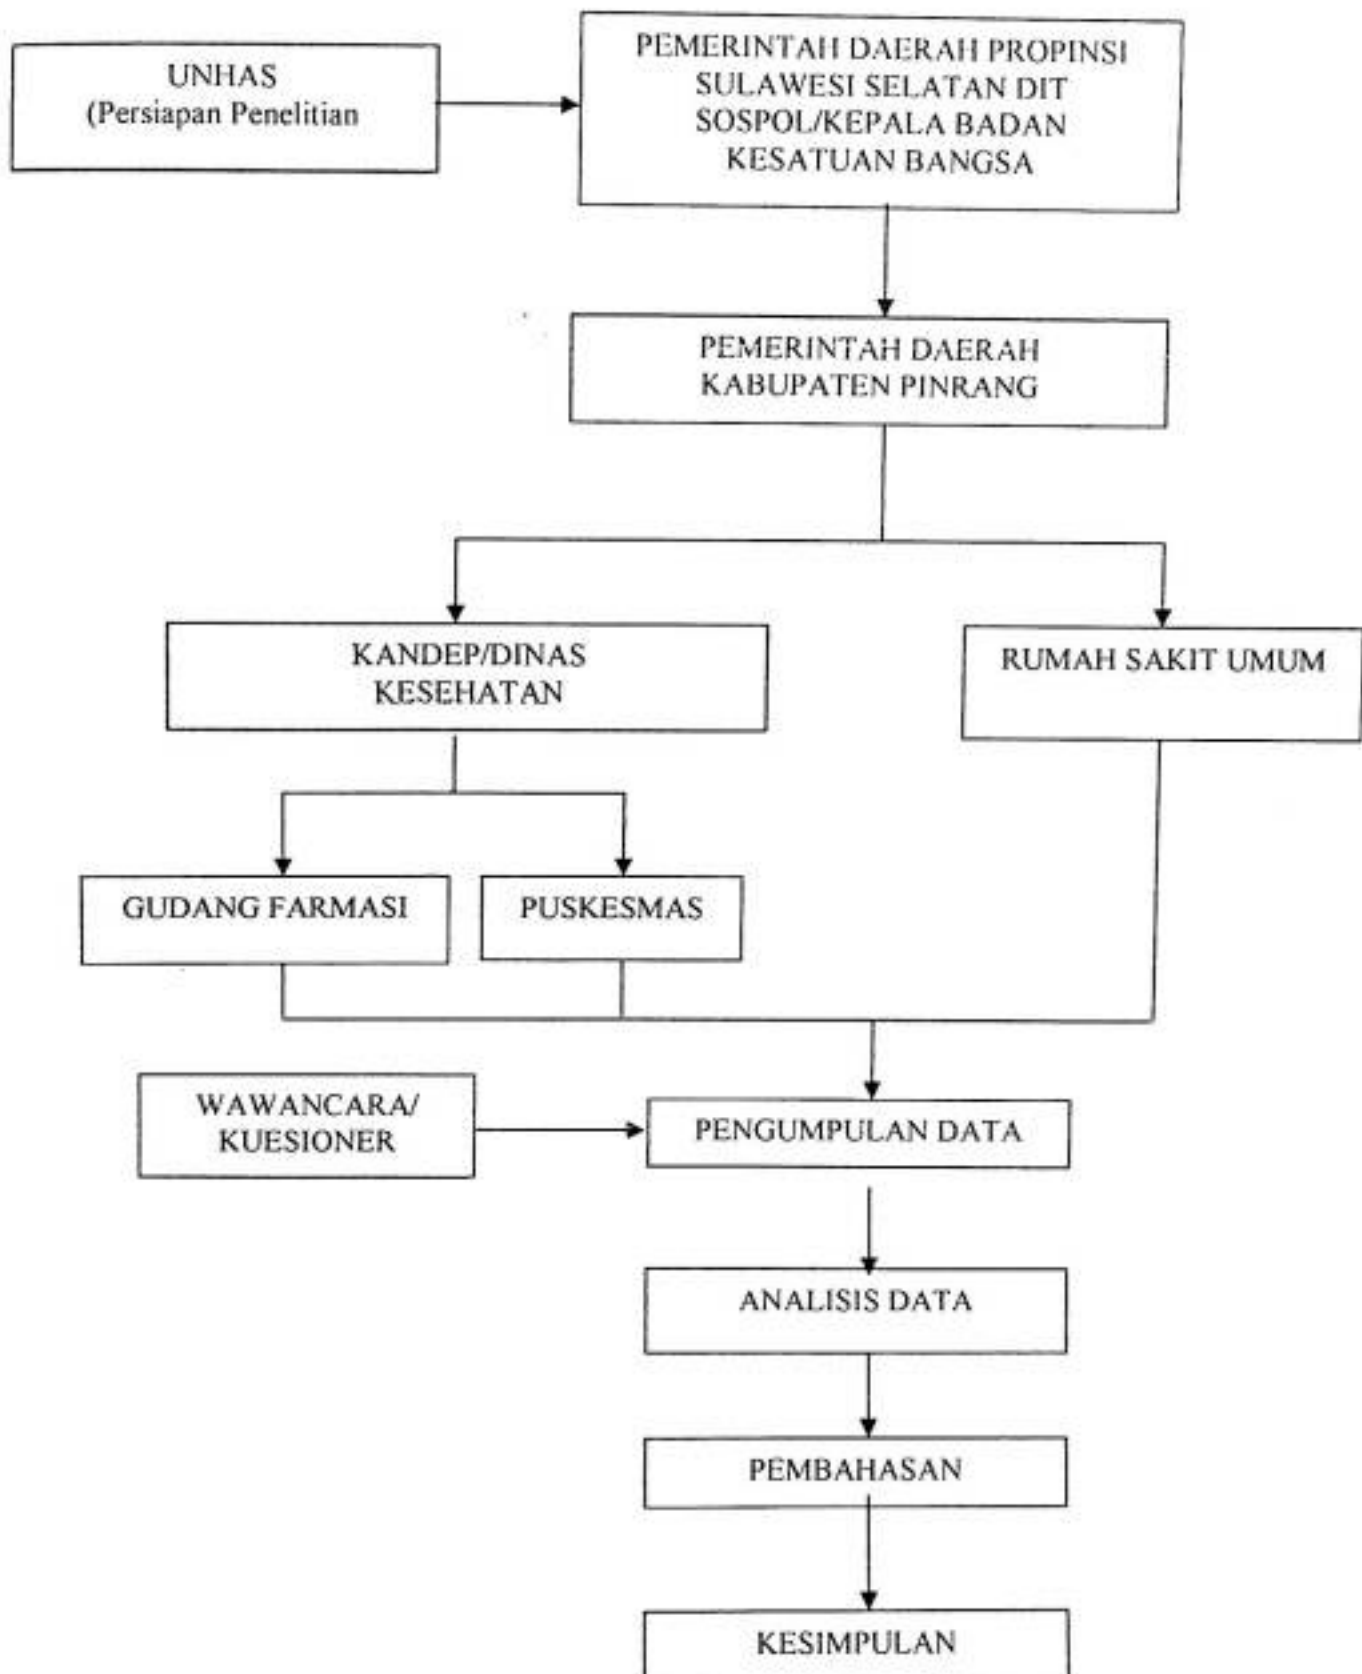 UNHAS
(Persiapan Penelitian
PEMERINTAH DAERAH PROPINSI
SULAWESI SELATAN DIT
SOSPOL/KEPALA BADAN
KESATUAN BANGSA
PEMERINTAH DAERAH
KABUPATEN PINRANG
KANDEP/DINAS
KESEHATAN
RUMAH SAKIT UMUM
GUDANG FARMASI
PUSKESMAS
WAWANCARA/
KUESIONER
PENGUMPULAN DATA
ANALISIS DATA
PEMBAHASAN
KESIMPULAN